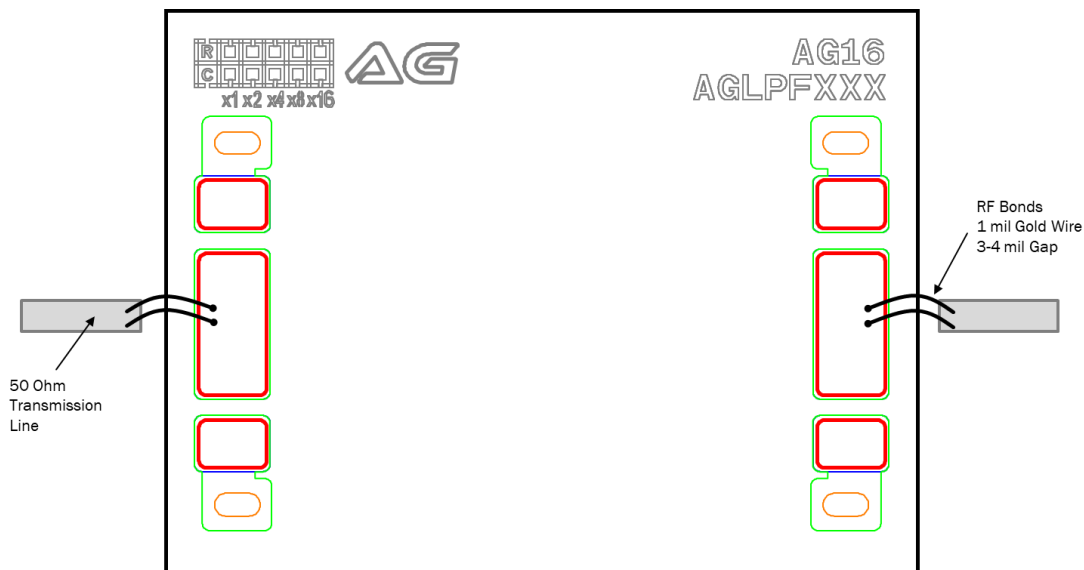 R
C
x1 x2 x4 x8 x16
AG
AG16
AGLPFXXX
RF Bonds
1 mil Gold Wire
3-4 mil Gap
50 Ohm
Transmission
Line